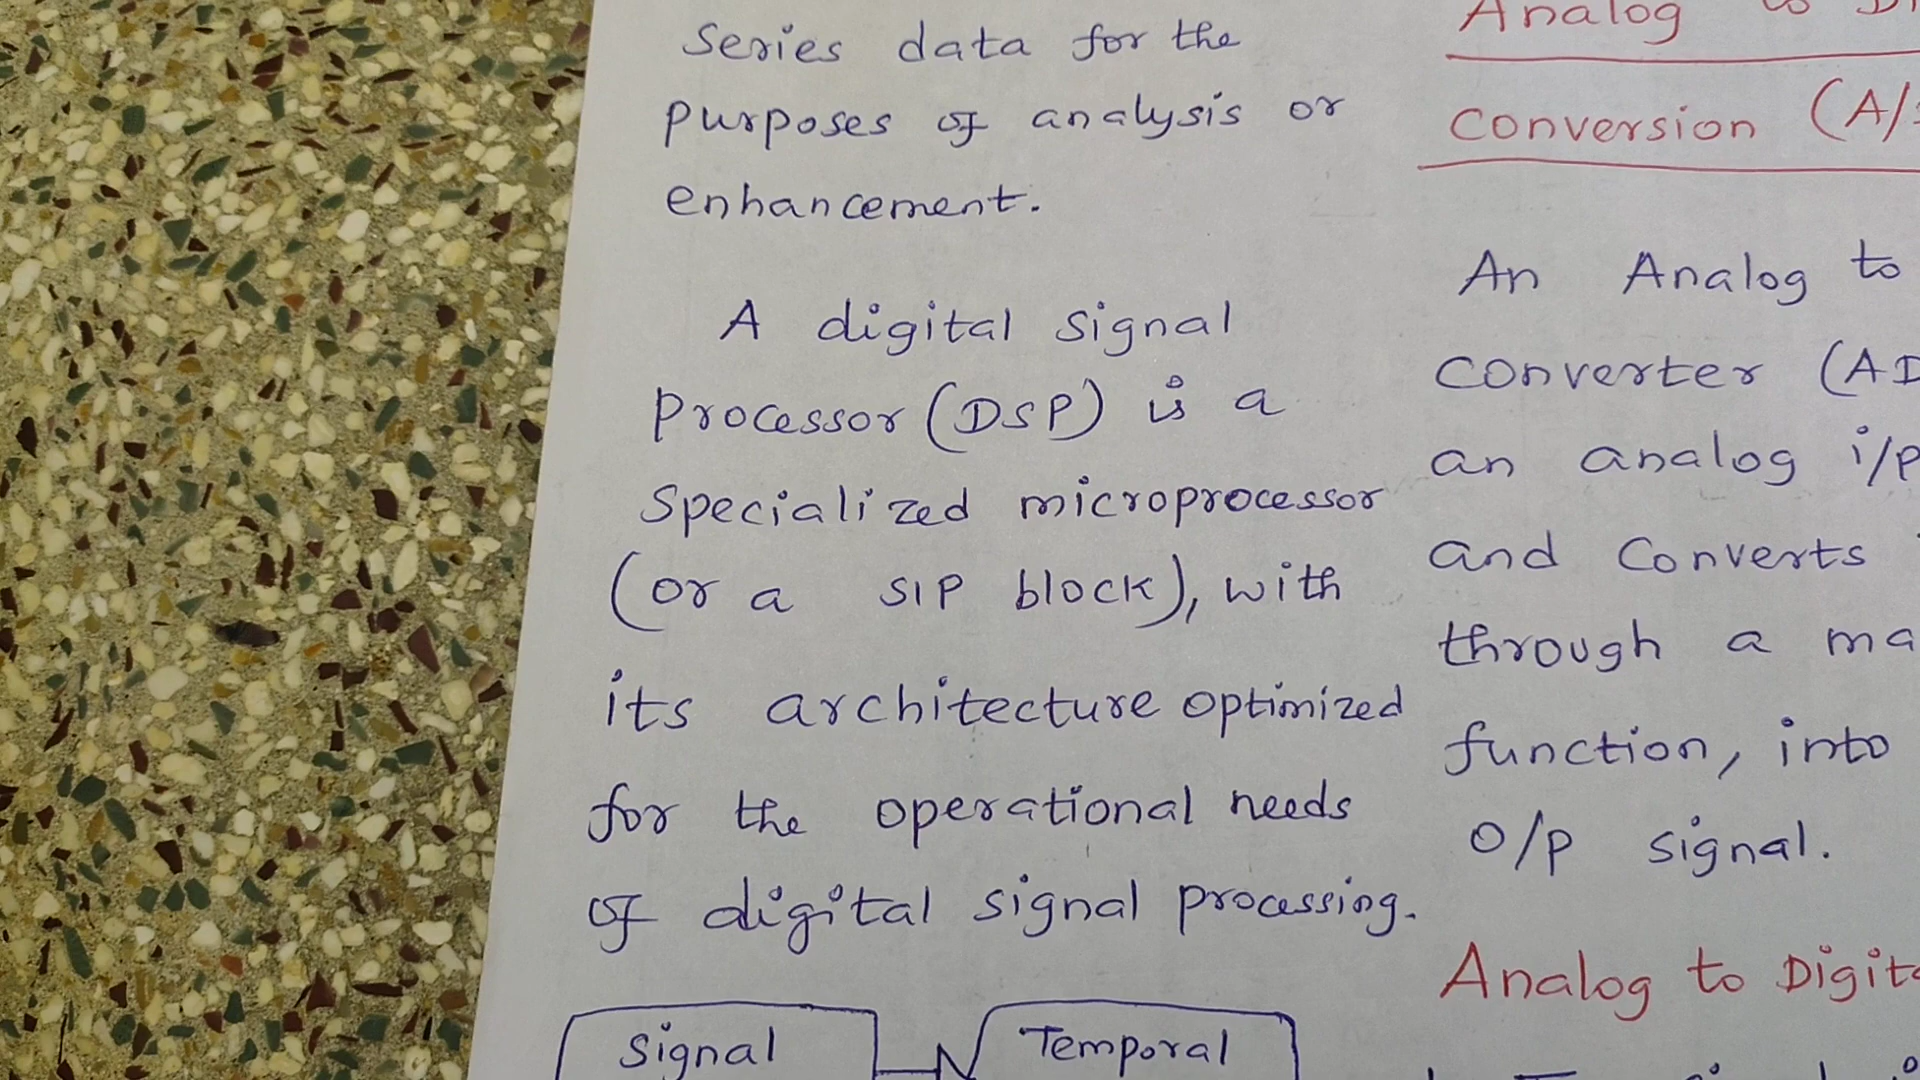 Series data for the
purposes of analysis or
enhancement.
A digital signal
processor (DSP) is a
specialized microprocessor
(or a SIP block), with
its architecture optimized
for the operational needs
of digital signal processing.
Signal
Temporal
Analog to
Conversion (A/
An Analog to
converter (AD
an analog i/p
and converts
through a
function, into
o/p signal.
Analog to